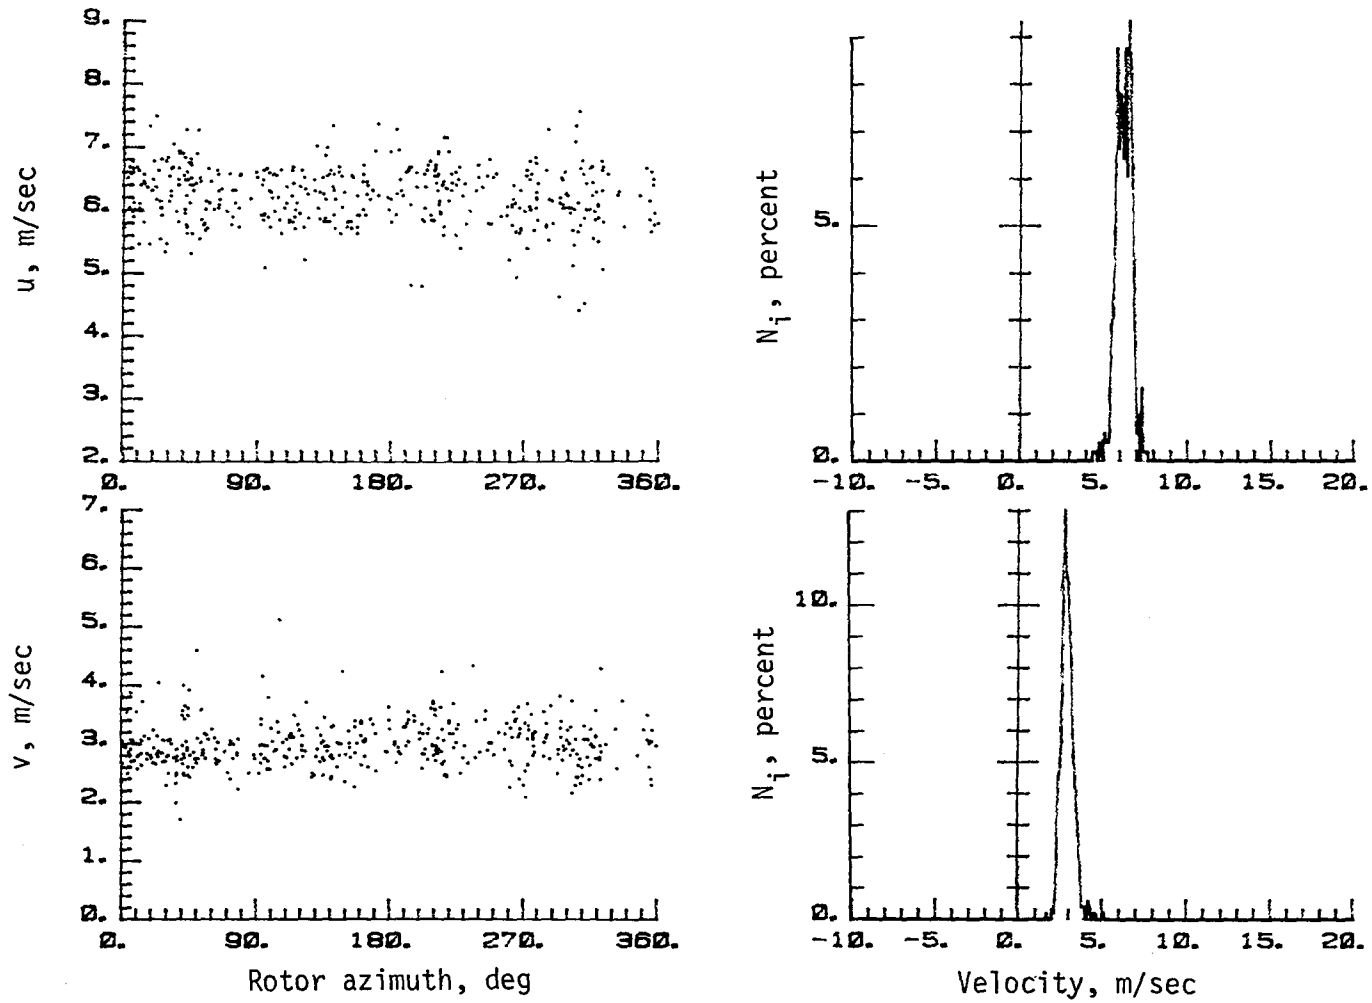 9.
8.
7.
6.
5.
4.
3.
2.
u, m/sec
0. 90. 180. 270. 360.
5.
0.
N_i, percent
-10. -5. 0. 5. 10. 15. 20.
7.
6.
5.
4.
3.
2.
1.
0.
v, m/sec
0. 90. 180. 270. 360.
Rotor azimuth, deg
10.
5.
0.
N_i, percent
-10. -5. 0. 5. 10. 15. 20.
Velocity, m/sec